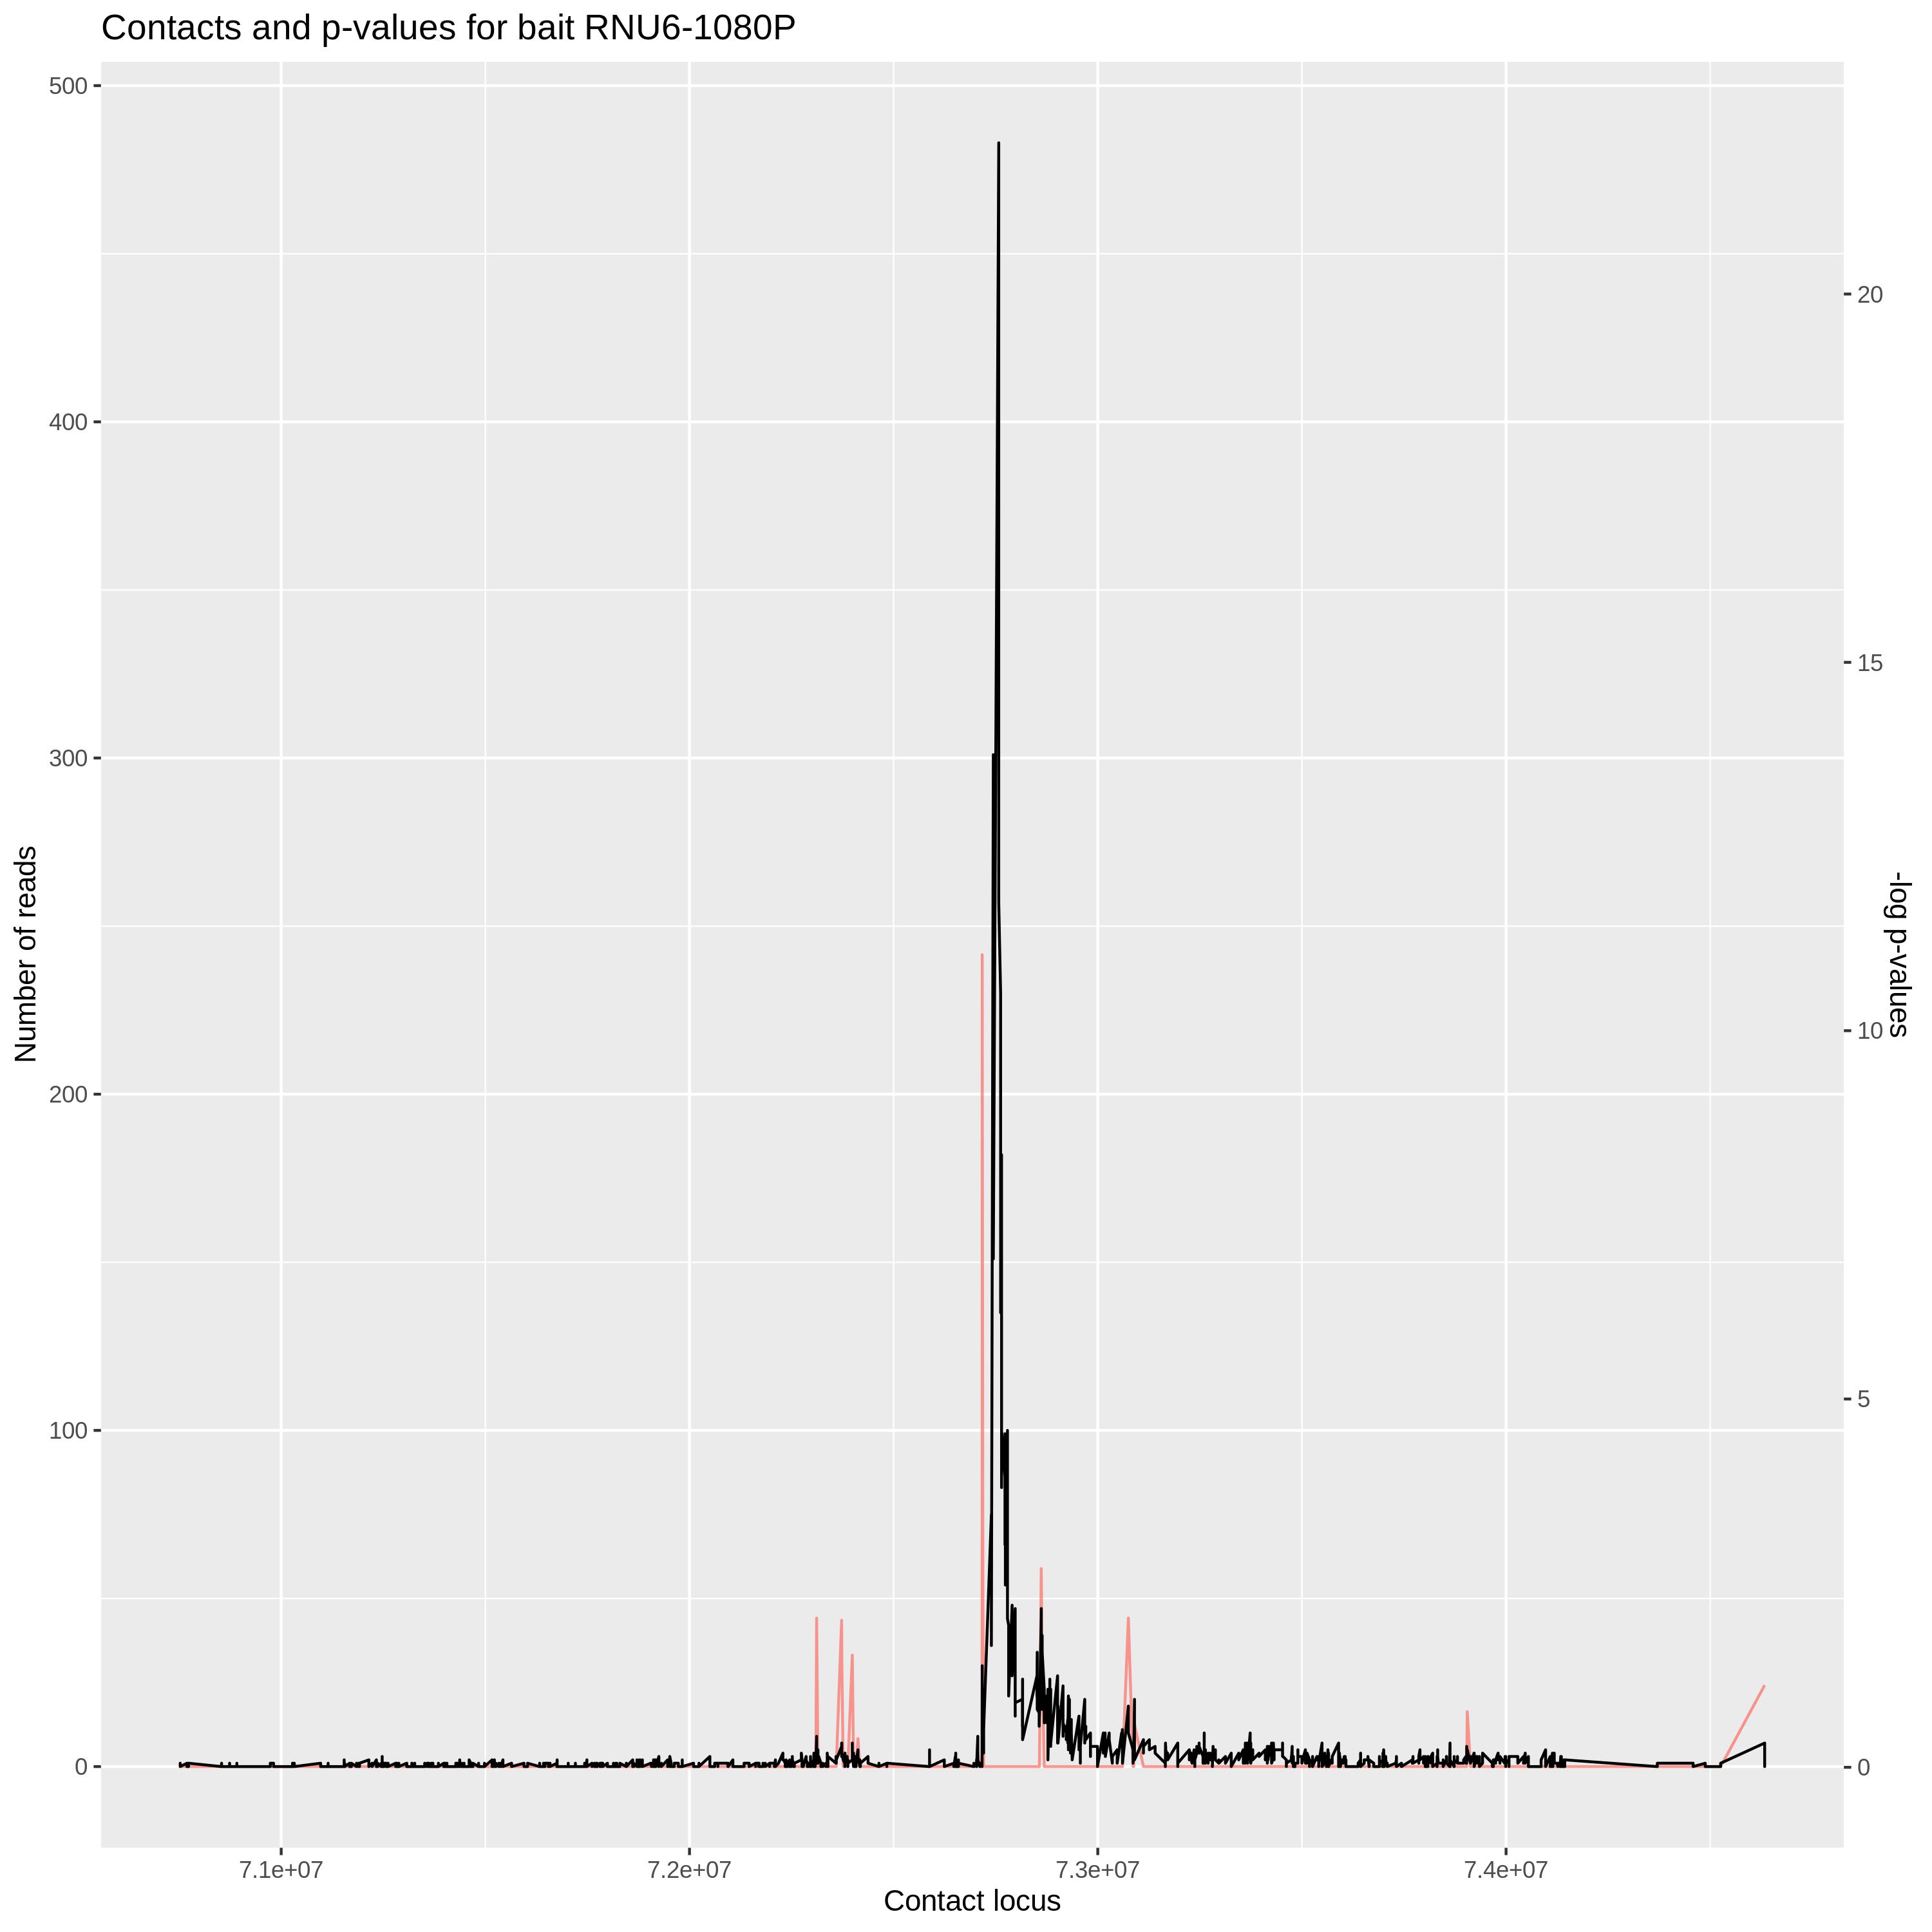 Contacts and p-values for bait RNU6-1080P
500
400
300
200
100
0
Number of reads
20
15
10
5
0
-log p-values
7.1e+07
7.2e+07
7.3e+07
7.4e+07
Contact locus